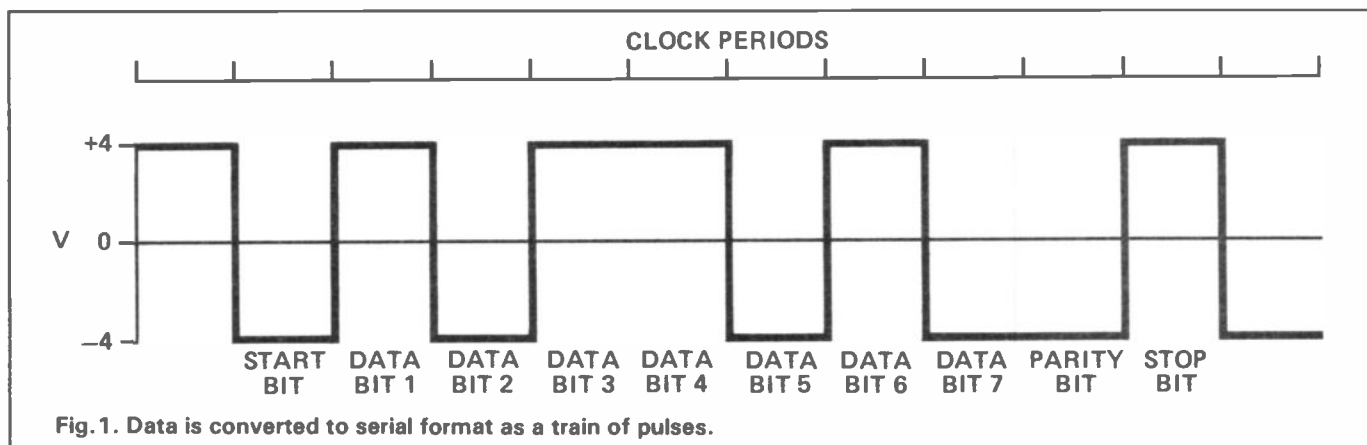 CLOCK PERIODS
+4
V 0
−4
START DATA DATA DATA DATA DATA DATA DATA PARITY STOP
BIT BIT 1 BIT 2 BIT 3 BIT 4 BIT 5 BIT 6 BIT 7 BIT BIT
Fig.1. Data is converted to serial format as a train of pulses.